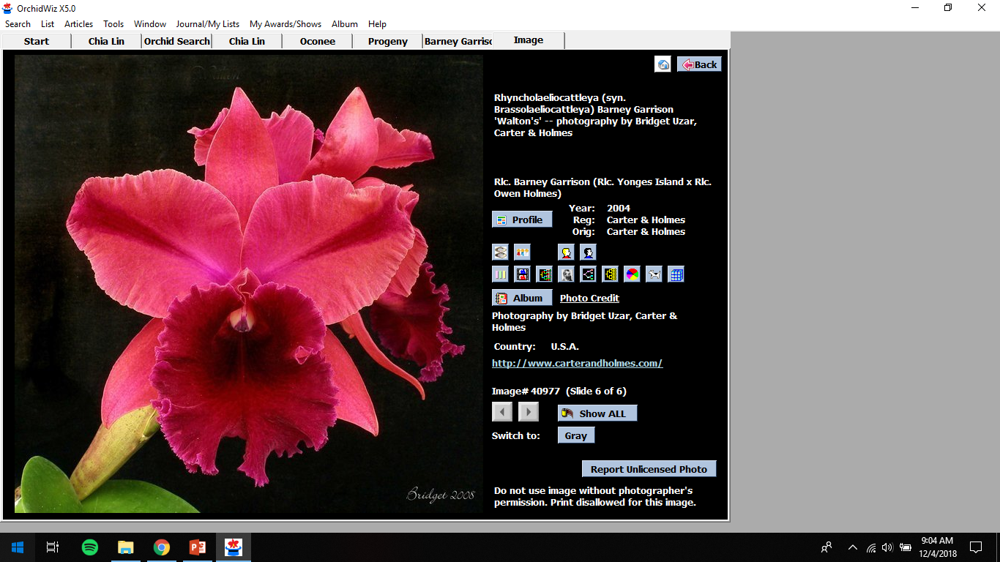 OrchidWiz X5.0
Search List Articles Tools Window Journal/My Lists My Awards/Shows Album Help
Start Chia Lin Orchid Search Chia Lin Oconee Progeny Barney Garrisc Image
Back
Rhyncholaeliocattleya (syn.
Brassolaeliocattleya) Barney Garrison
'Walton's' -- photography by Bridget Uzar,
Carter & Holmes
Rlc. Barney Garrison (Rlc. Yonges Island x Rlc.
Owen Holmes)
Profile
Year: 2004
Reg: Carter & Holmes
Orig: Carter & Holmes
Album Photo Credit
Photography by Bridget Uzar, Carter &
Holmes
Country: U.S.A.
http://www.carterandholmes.com/
Image# 40977 (Slide 6 of 6)
Show ALL
Switch to: Gray
Report Unlicensed Photo
Do not use image without photographer's
permission. Print disallowed for this image.
Bridget 2008
9:04 AM
12/4/2018